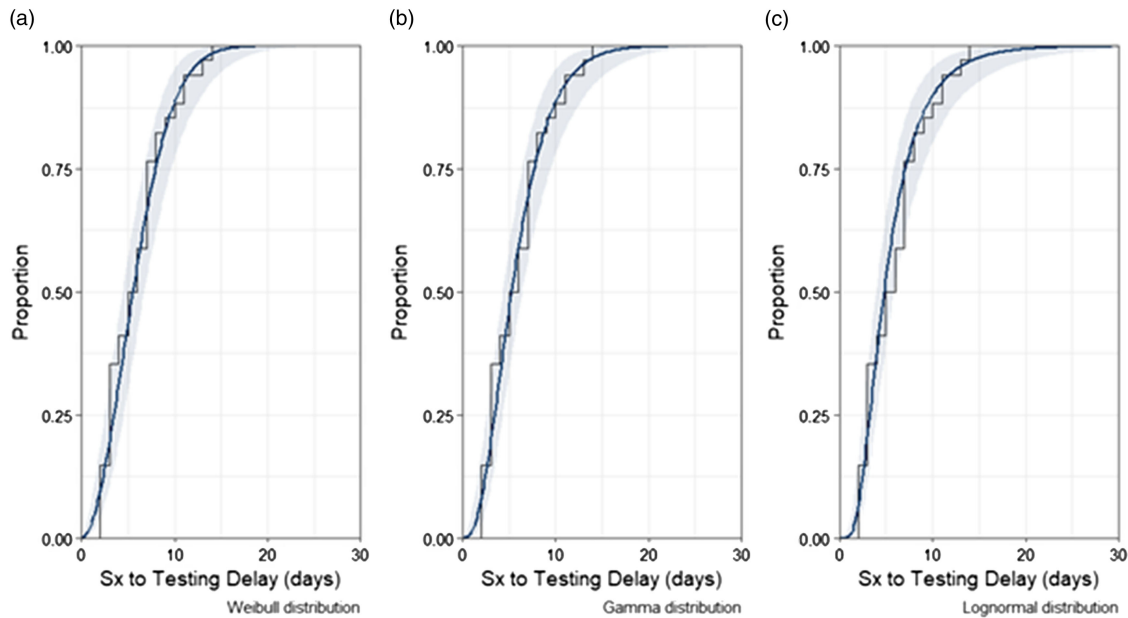 (a)
1.00
0.75
0.50
0.25
0.00
Proportion
0
10
20
30
Sx to Testing Delay (days)
Weibull distribution
(b)
1.00
0.75
0.50
0.25
0.00
Proportion
0
10
20
30
Sx to Testing Delay (days)
Gamma distribution
(c)
1.00
0.75
0.50
0.25
0.00
Proportion
0
10
20
30
Sx to Testing Delay (days)
Lognormal distribution